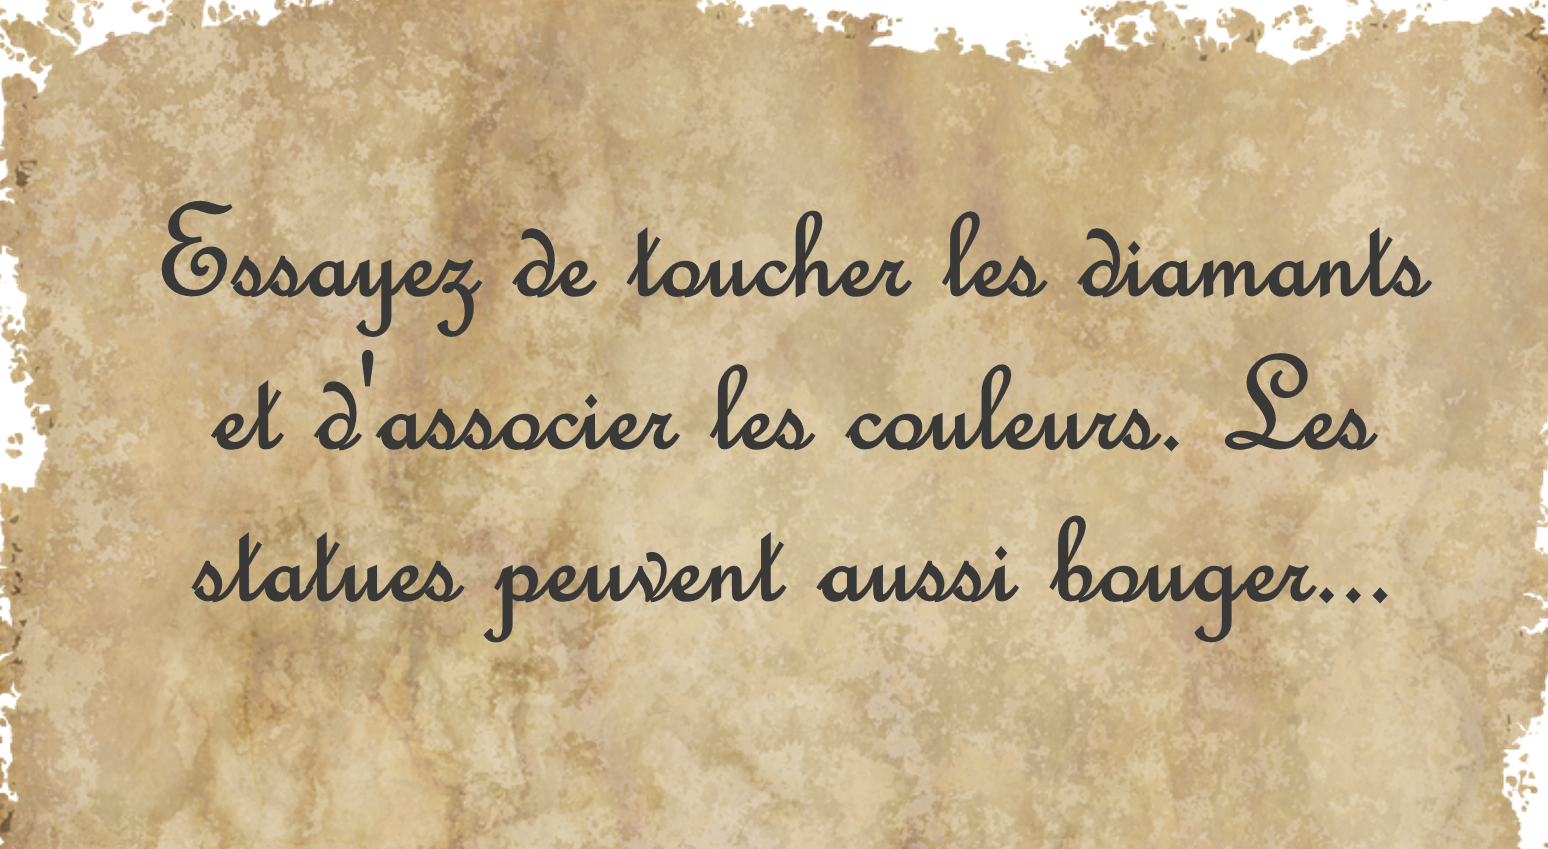 Essayez de toucher les diamants
et d'associer les couleurs. Les
statues peuvent aussi bouger...